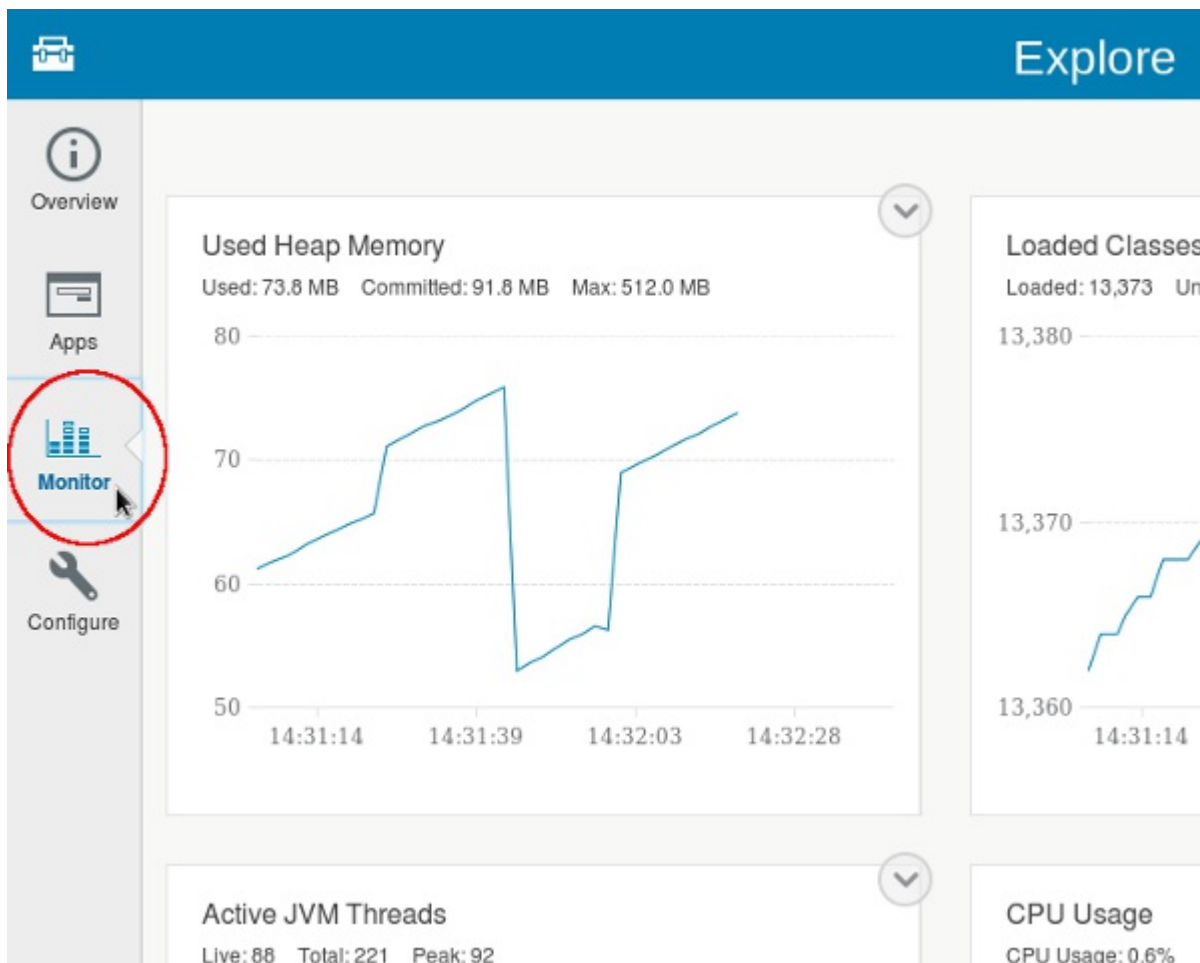 Explore
Overview
Apps
Monitor
Configure
Used Heap Memory
Used: 73.8 MB Committed: 91.8 MB Max: 512.0 MB
80
70
60
50
14:31:14 14:31:39 14:32:03 14:32:28
Loaded Classes
Loaded: 13,373 Un
13,380
13,370
13,360
14:31:14
Active JVM Threads
Live: 88 Total: 221 Peak: 92
CPU Usage
CPU Usage: 0.6%